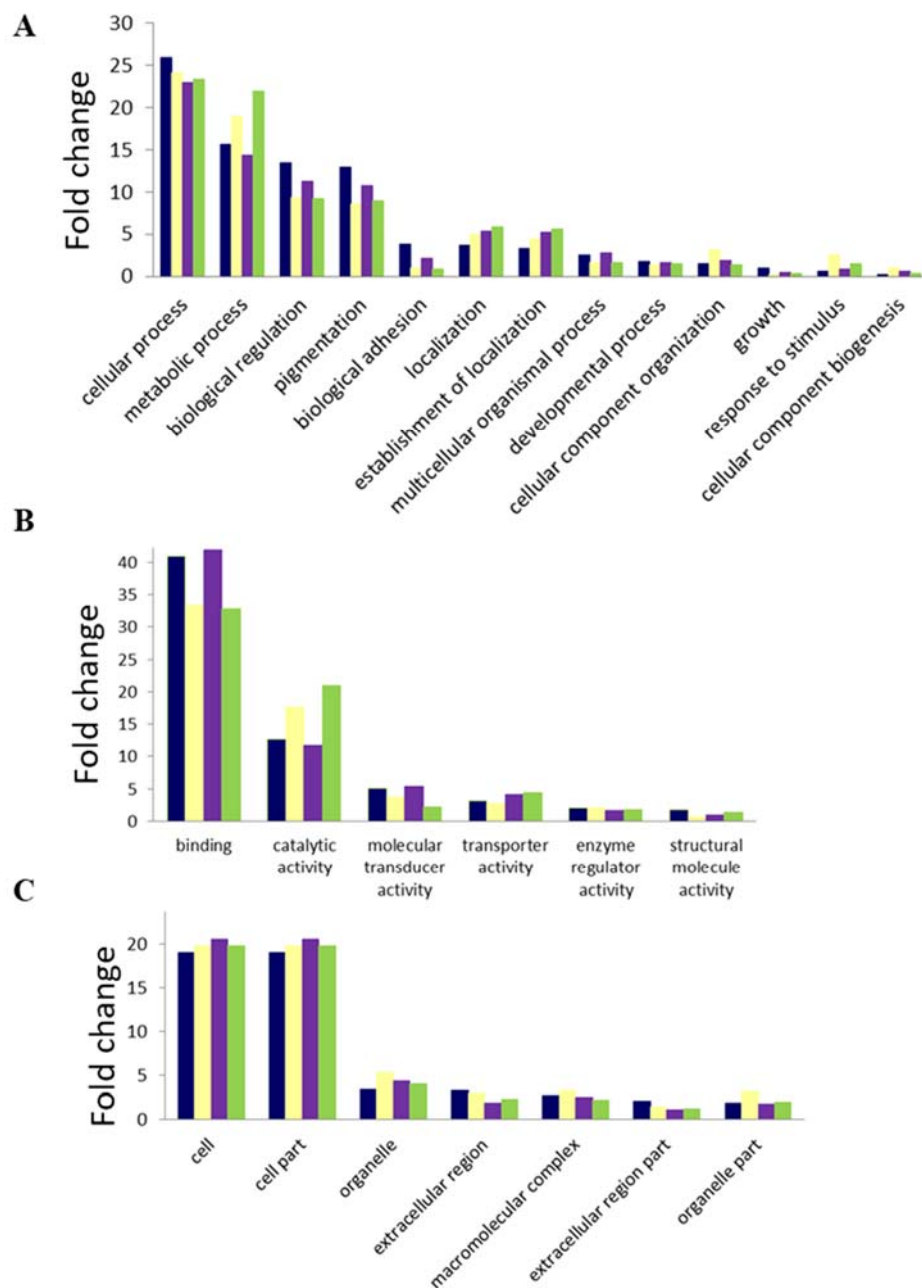 A
Fold change
30
25
20
15
10
5
0
cellular process
metabolic process
biological regulation
pigmentation
biological adhesion
localization
establishment of localization
multicellular organismal process
developmental process
cellular component organization
growth
response to stimulus
cellular component biogenesis
B
Fold change
40
35
30
25
20
15
10
5
0
binding
catalytic
activity
molecular
transducer
activity
transporter
activity
enzyme
regulator
activity
structural
molecule
activity
C
Fold change
20
15
10
5
0
cell
cell part
organelle
extracellular region
macromolecular complex
extracellular region part
organelle part